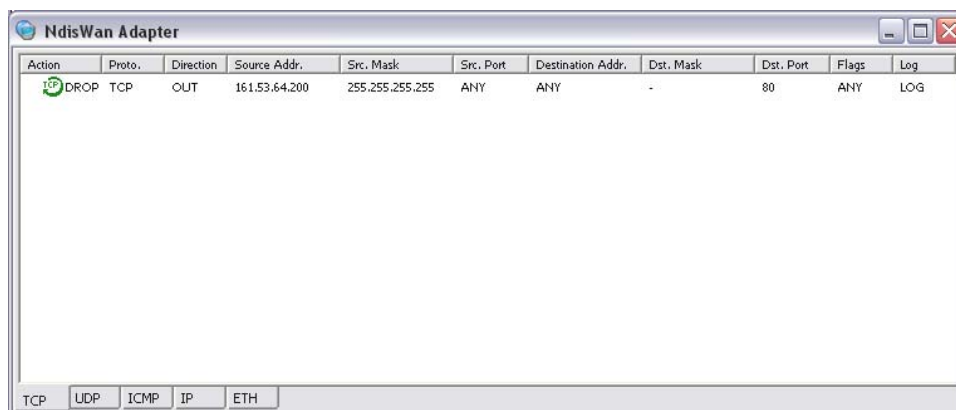 NdisWan Adapter
Action Proto. Direction Source Addr. Src. Mask Src. Port Destination Addr. Dst. Mask Dst. Port Flags Log
TCP DROP TCP OUT 161.53.64.200 255.255.255.255 ANY ANY - 80 ANY LOG
TCP UDP ICMP IP ETH